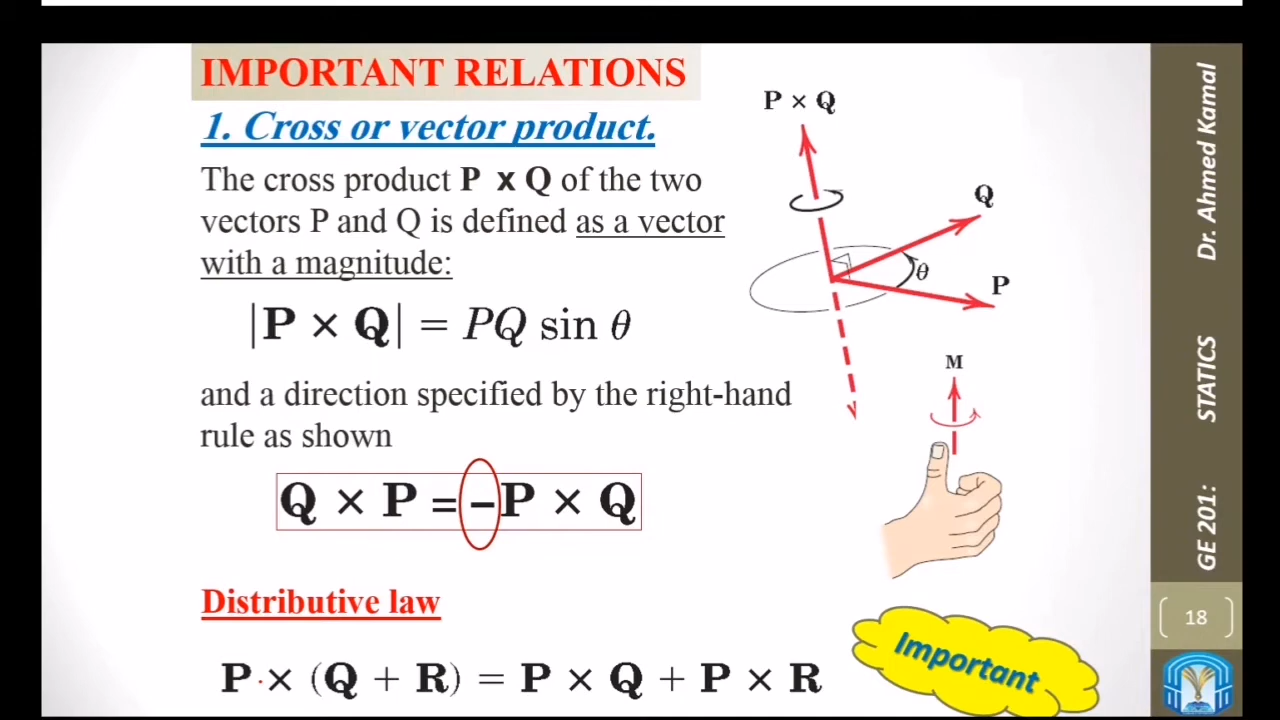 IMPORTANT RELATIONS
1. Cross or vector product.
The cross product P x Q of the two
vectors P and Q is defined as a vector
with a magnitude:
|P × Q| = PQ sin θ
and a direction specified by the right-hand
rule as shown
Q × P = −P × Q
Distributive law
P × (Q + R) = P × Q + P × R
P × Q
Q
θ
P
M
Important
Dr. Ahmed Kamal
STATICS
GE 201:
18